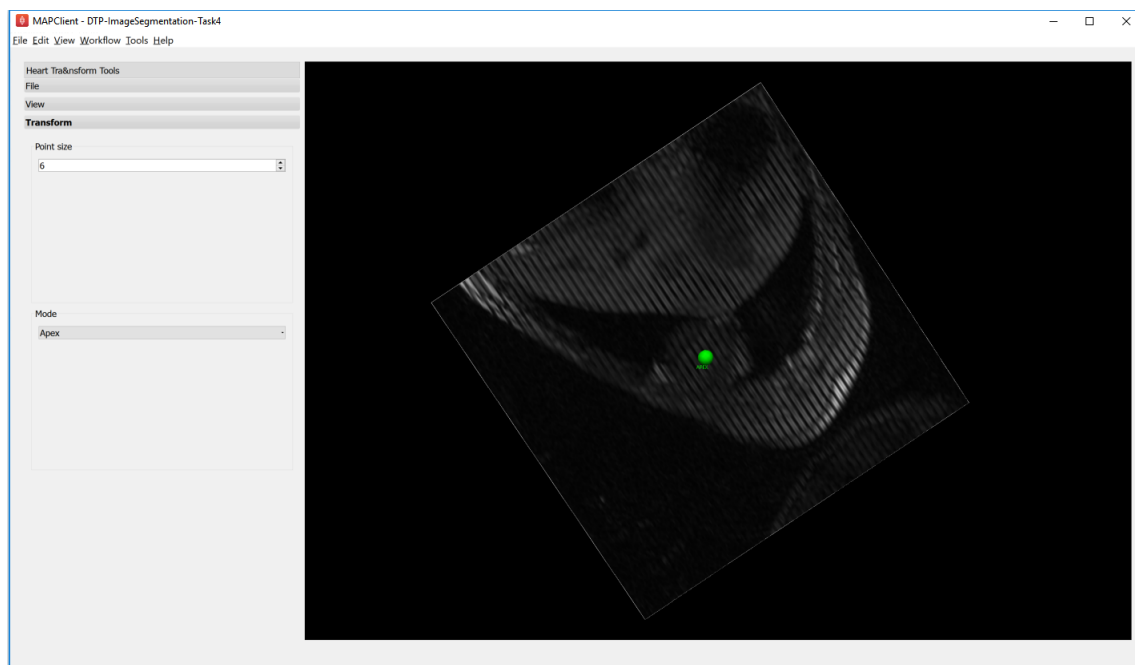 MAPClient - DTP-ImageSegmentation-Task4
File Edit View Workflow Tools Help
Heart Tra&nsform Tools
File
View
Transform
Point size
6
Mode
Apex
APEX